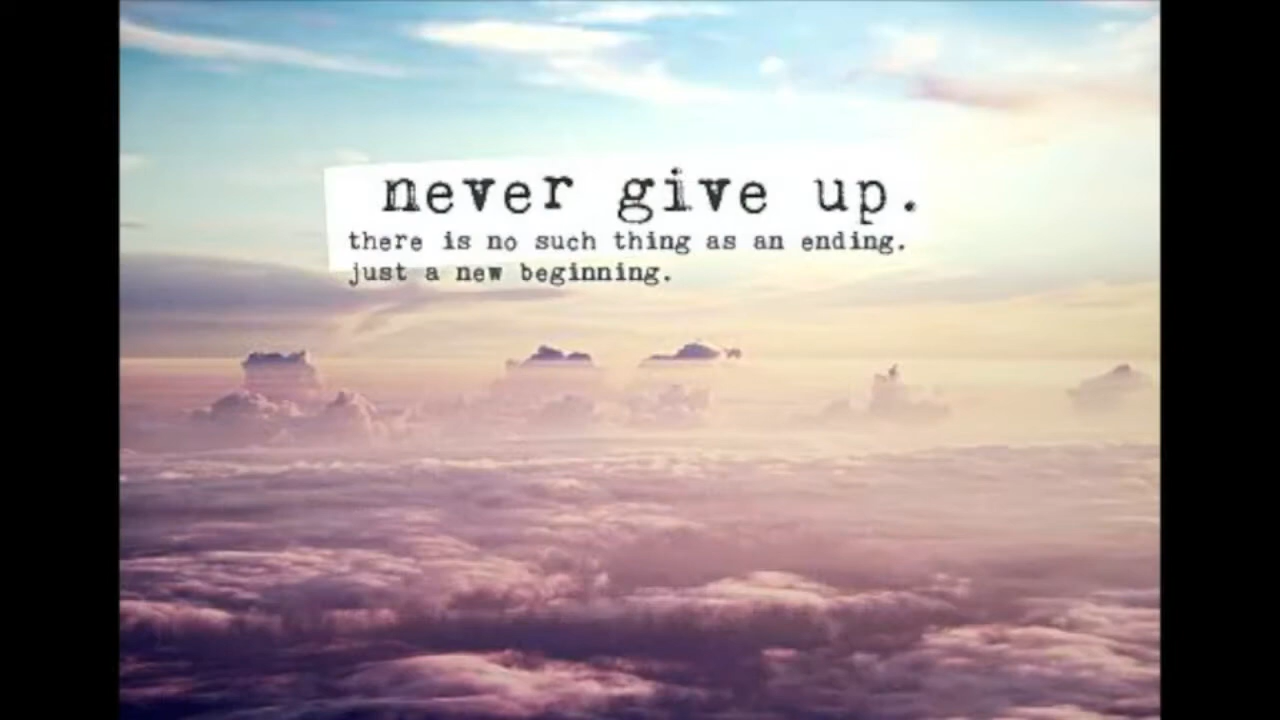 never give up.
there is no such thing as an ending.
just a new beginning.